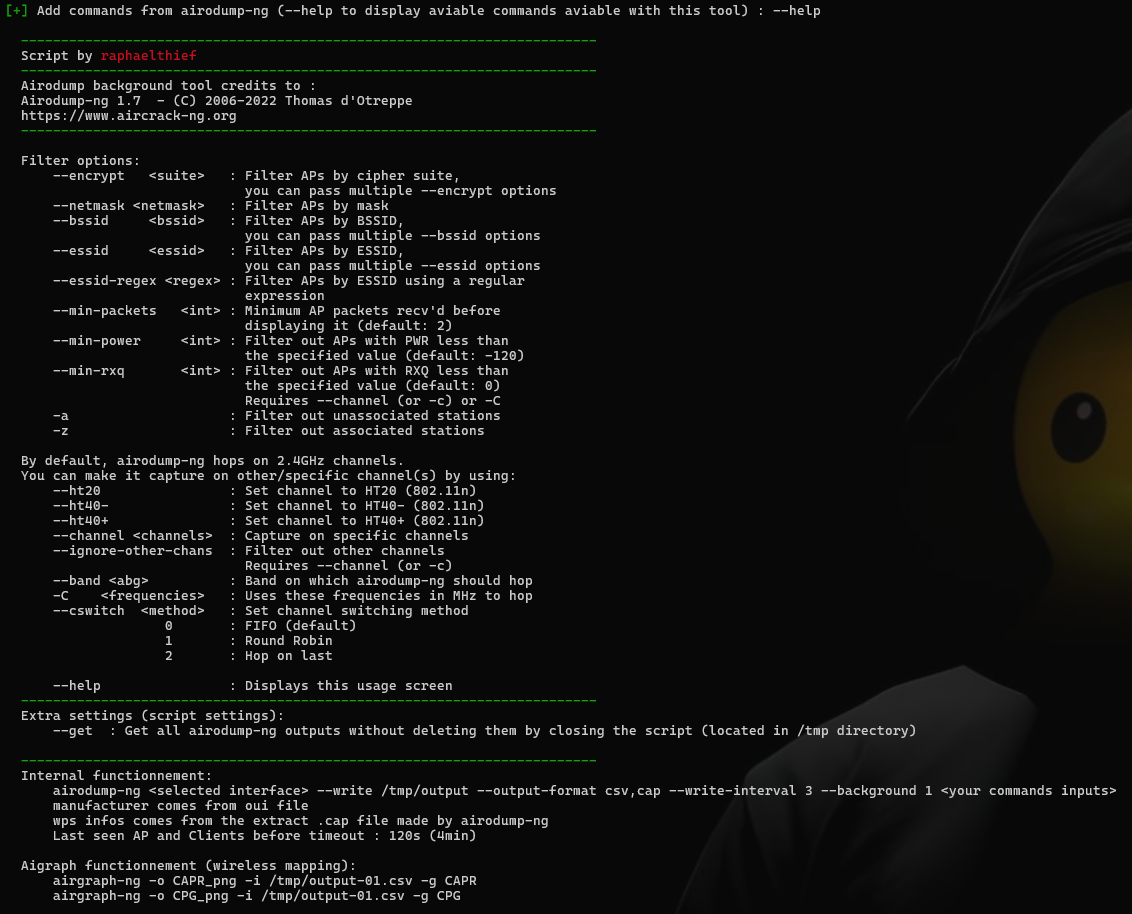 [+] Add commands from airodump-ng (--help to display aviable commands aviable with this tool) : --help
------------------------------------------------------------------------
Script by raphaelthief
------------------------------------------------------------------------
Airodump background tool credits to :
Airodump-ng 1.7  - (C) 2006-2022 Thomas d'Otreppe
https://www.aircrack-ng.org
------------------------------------------------------------------------

Filter options:
    --encrypt   <suite>   : Filter APs by cipher suite,
                            you can pass multiple --encrypt options
    --netmask <netmask>   : Filter APs by mask
    --bssid     <bssid>   : Filter APs by BSSID,
                            you can pass multiple --bssid options
    --essid     <essid>   : Filter APs by ESSID,
                            you can pass multiple --essid options
    --essid-regex <regex> : Filter APs by ESSID using a regular
                            expression
    --min-packets   <int> : Minimum AP packets recv'd before
                            displaying it (default: 2)
    --min-power     <int> : Filter out APs with PWR less than
                            the specified value (default: -120)
    --min-rxq       <int> : Filter out APs with RXQ less than
                            the specified value (default: 0)
                            Requires --channel (or -c) or -C
    -a                    : Filter out unassociated stations
    -z                    : Filter out associated stations

By default, airodump-ng hops on 2.4GHz channels.
You can make it capture on other/specific channel(s) by using:
    --ht20                : Set channel to HT20 (802.11n)
    --ht40-               : Set channel to HT40- (802.11n)
    --ht40+               : Set channel to HT40+ (802.11n)
    --channel <channels>  : Capture on specific channels
    --ignore-other-chans  : Filter out other channels
                            Requires --channel (or -c)
    --band <abg>          : Band on which airodump-ng should hop
    -C    <frequencies>   : Uses these frequencies in MHz to hop
    --cswitch  <method>   : Set channel switching method
                  0       : FIFO (default)
                  1       : Round Robin
                  2       : Hop on last

    --help                : Displays this usage screen
------------------------------------------------------------------------
Extra settings (script settings):
    --get  : Get all airodump-ng outputs without deleting them by closing the script (located in /tmp directory)

------------------------------------------------------------------------
Internal functionnement:
    airodump-ng <selected interface> --write /tmp/output --output-format csv,cap --write-interval 3 --background 1 <your commands inputs>
    manufacturer comes from oui file
    wps infos comes from the extract .cap file made by airodump-ng
    Last seen AP and Clients before timeout : 120s (4min)

Aigraph functionnement (wireless mapping):
    airgraph-ng -o CAPR_png -i /tmp/output-01.csv -g CAPR
    airgraph-ng -o CPG_png -i /tmp/output-01.csv -g CPG